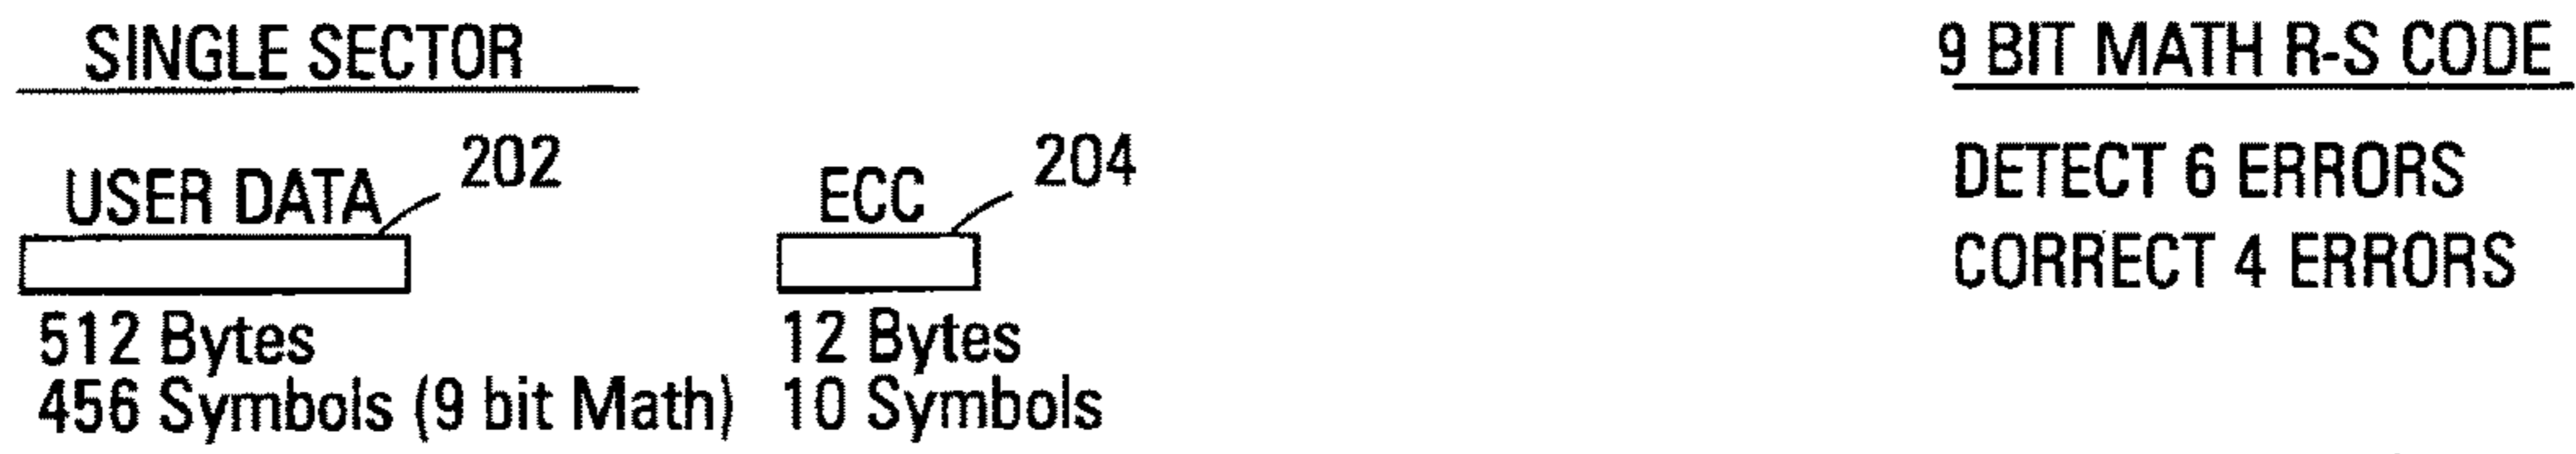 SINGLE SECTOR
9 BIT MATH R-S CODE
USER DATA 202
ECC 204
DETECT 6 ERRORS
CORRECT 4 ERRORS
512 Bytes
456 Symbols (9 bit Math)
12 Bytes
10 Symbols